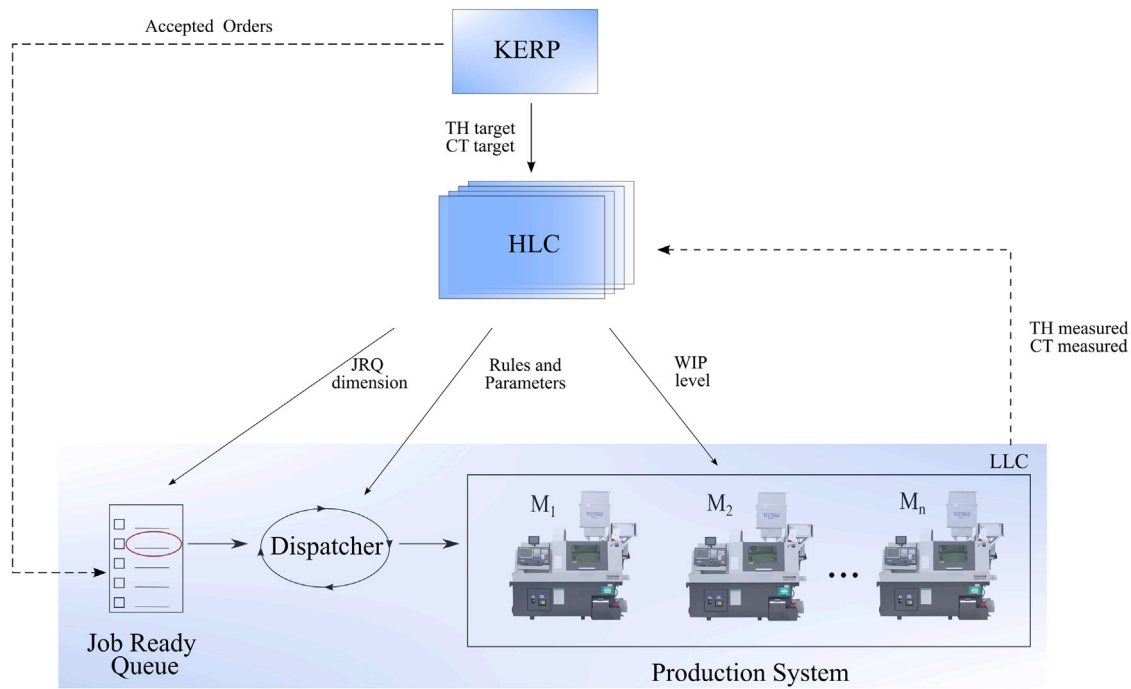 Accepted Orders
KERP
TH target
CT target
HLC
TH measured
CT measured
JRQ
dimension
Rules and
Parameters
WIP
level
LLC
M1
M2
Mn
Dispatcher
...
Job Ready
Queue
Production System